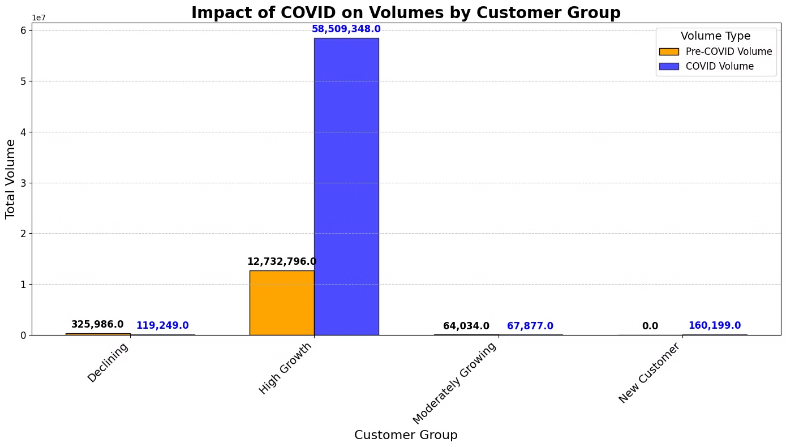 Impact of COVID on Volumes by Customer Group
1e7
58,509,348.0
Volume Type
Pre-COVID Volume
COVID Volume
6
5
4
3
2
1
0
Total Volume
12,732,796.0
325,986.0 119,249.0
64,034.0 67,877.0
0.0 160,199.0
Declining
High Growth
Moderately Growing
New Customer
Customer Group